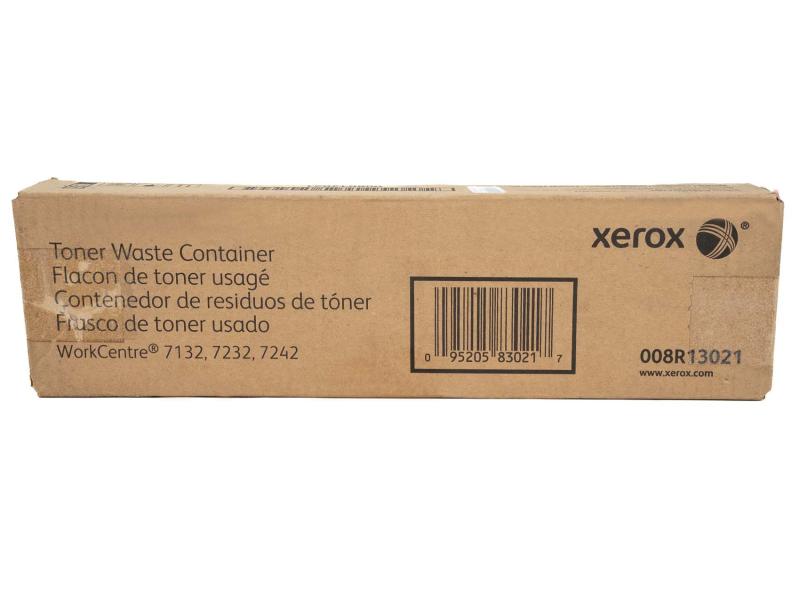 Toner Waste Container
Flacon de toner usagé
Contenedor de residuos de tóner
Frasco de toner usado
WorkCentre® 7132, 7232, 7242
xerox ®
0 95205 83021 7
008R13021
www.xerox.com